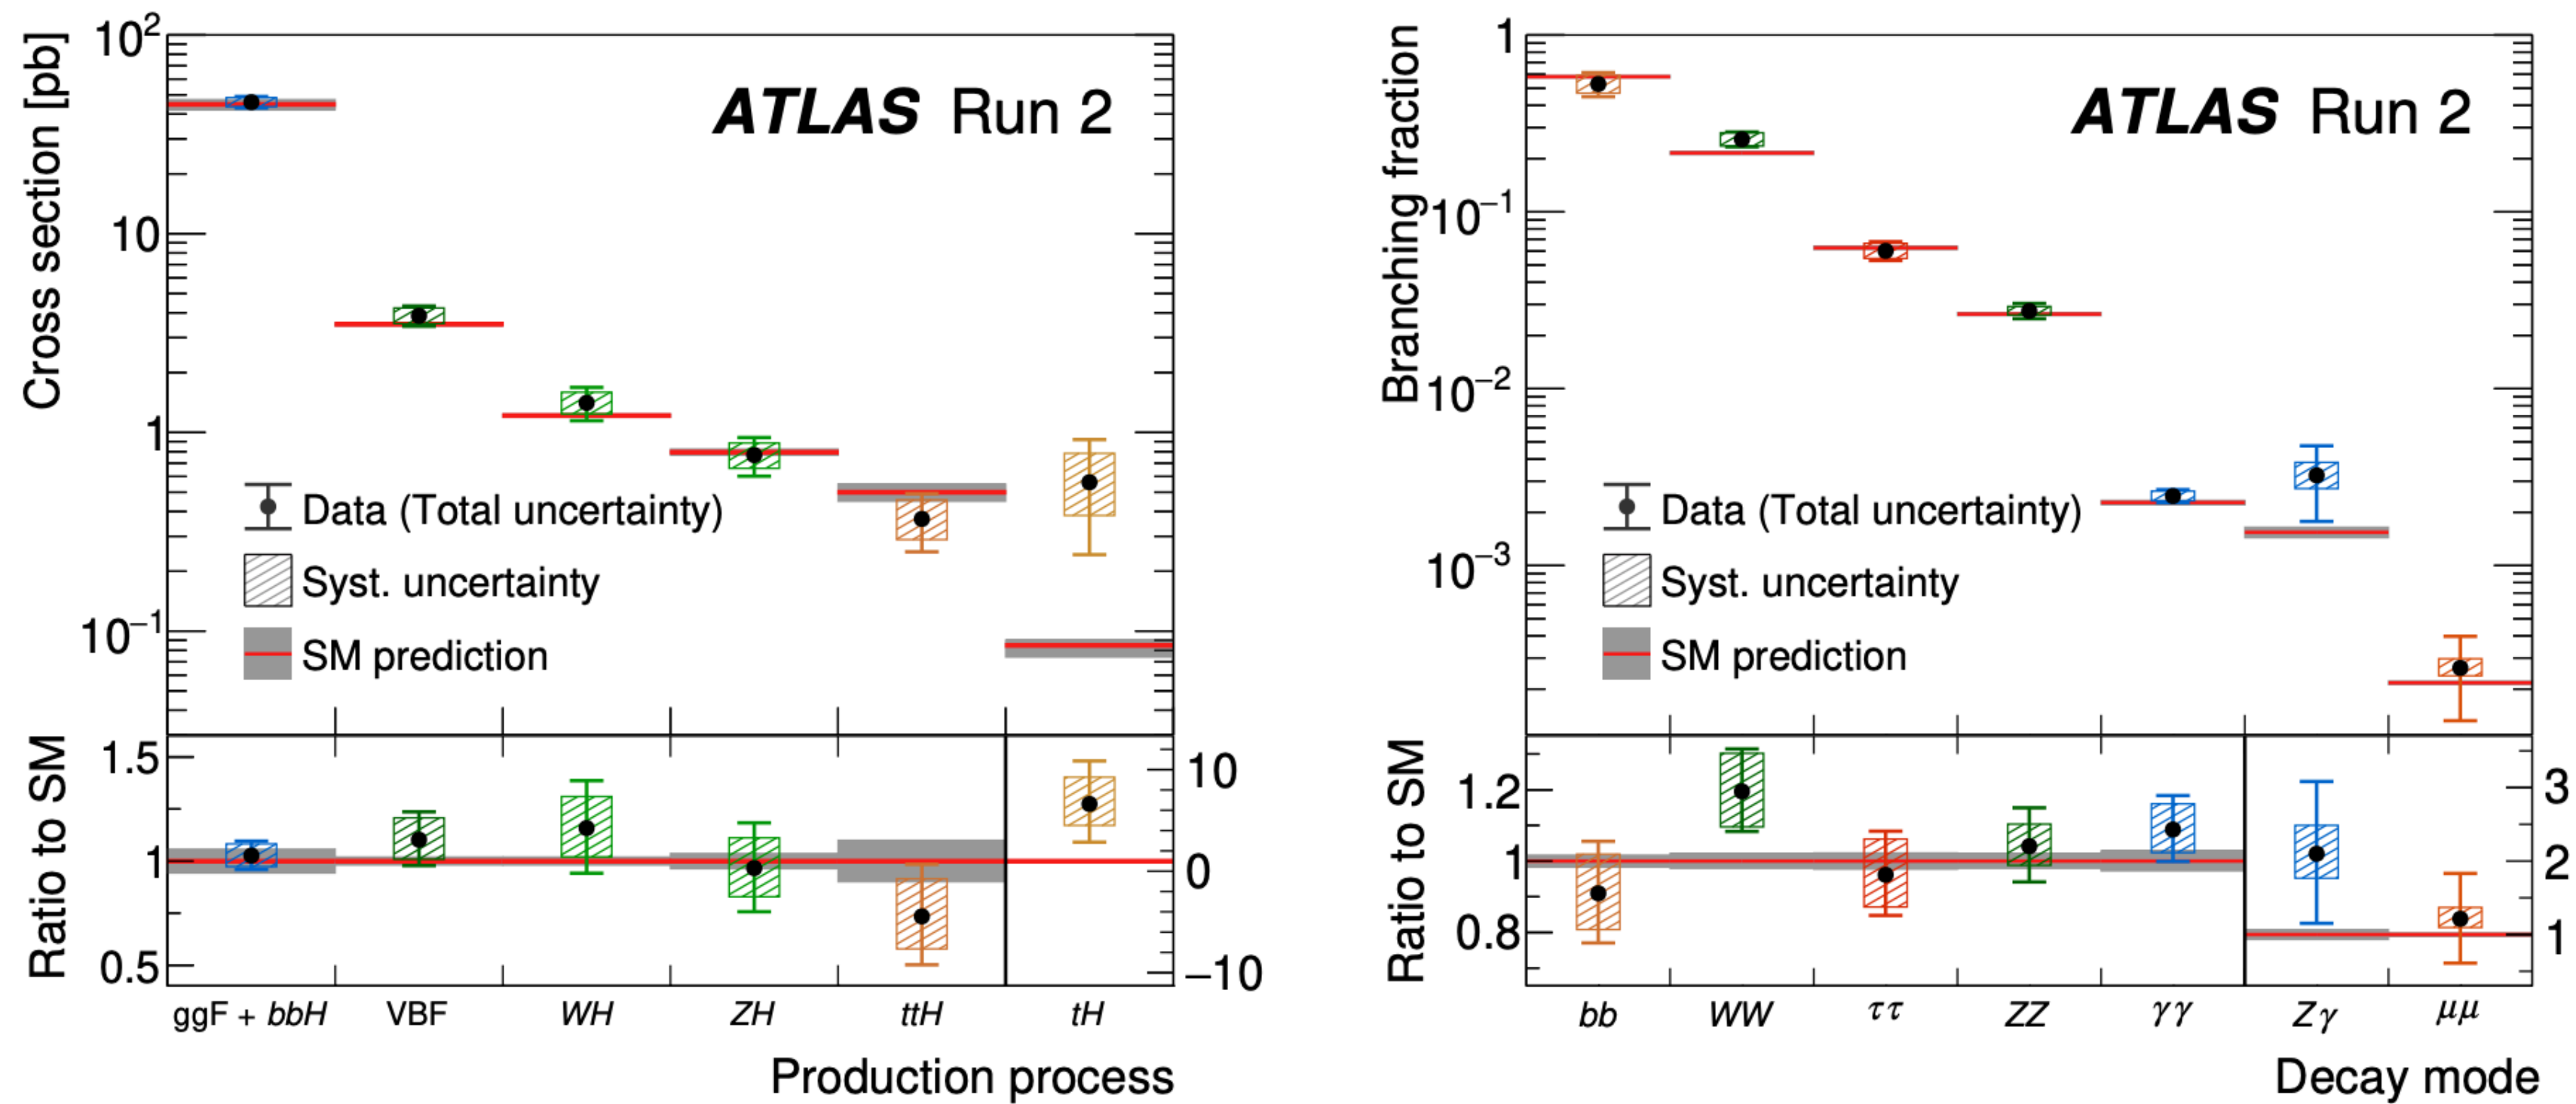 Cross section [pb]
10²
10
1
10⁻¹
ATLAS Run 2
Data (Total uncertainty)
Syst. uncertainty
SM prediction
Ratio to SM
1.5
1
0.5
10
0
−10
ggF + bbH
VBF
WH
ZH
ttH
tH
Production process
Branching fraction
1
10⁻¹
10⁻²
10⁻³
ATLAS Run 2
Data (Total uncertainty)
Syst. uncertainty
SM prediction
Ratio to SM
1.2
1
0.8
3
2
1
bb
WW
ττ
ZZ
γγ
Zγ
μμ
Decay mode